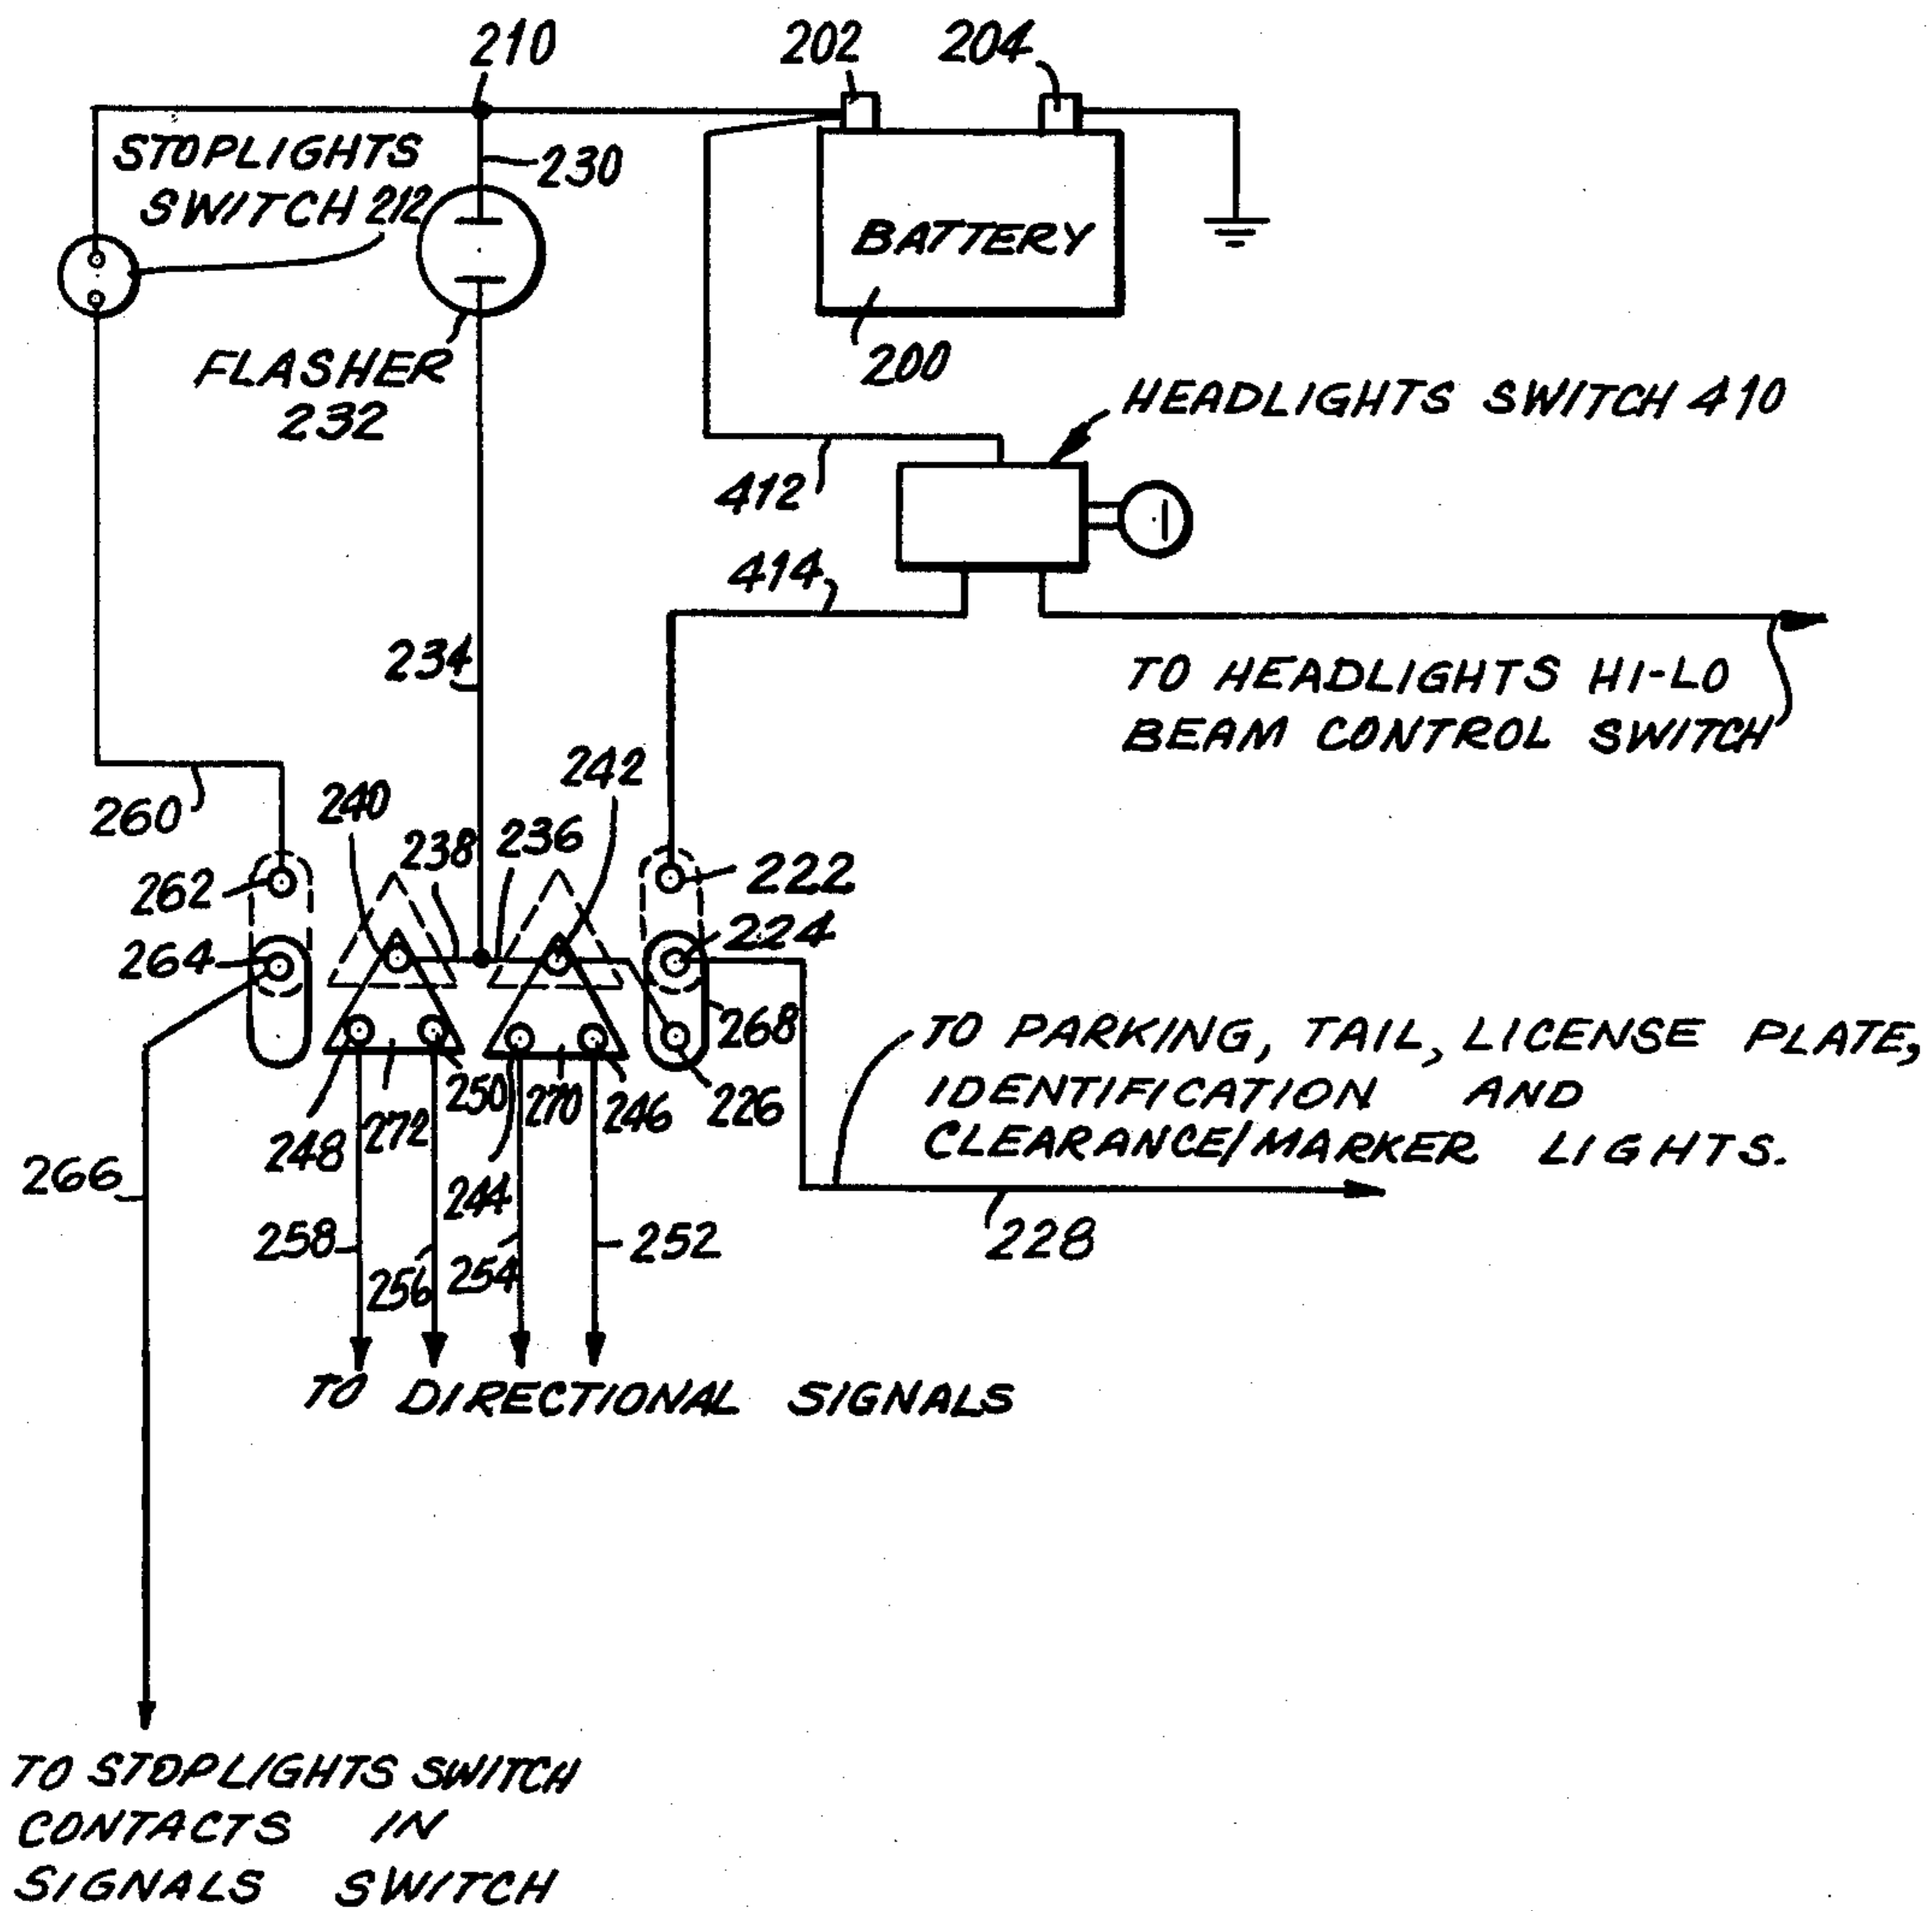 210
202
204
STOPLIGHTS
SWITCH 212
230
BATTERY
200
FLASHER
232
HEADLIGHTS SWITCH 410
412
414
234
TO HEADLIGHTS HI-LO
BEAM CONTROL SWITCH
242
260
240
238
236
262
222
264
224
268
TO PARKING, TAIL, LICENSE PLATE,
IDENTIFICATION AND
CLEARANCE/MARKER LIGHTS.
250
270
246
226
248
272
266
244
258
252
228
256
254
TO DIRECTIONAL SIGNALS
TO STOPLIGHTS SWITCH
CONTACTS IN
SIGNALS SWITCH